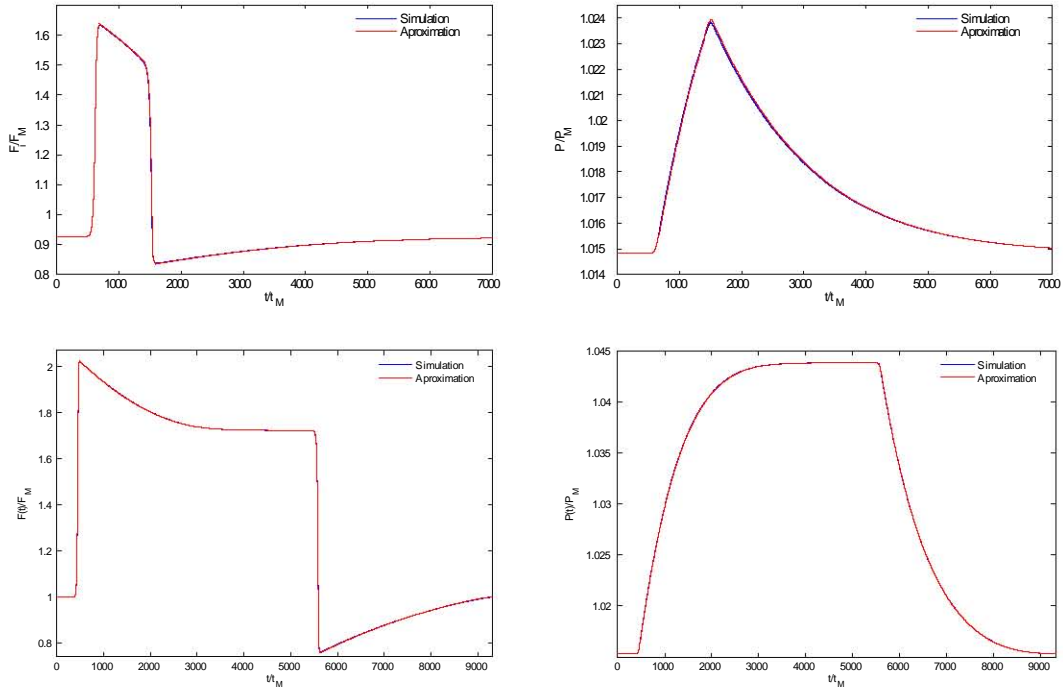 Simulation
Aproximation
1.6
1.5
1.4
1.3
1.2
1.1
1
0.9
0.8
F_i/F_M
0 1000 2000 3000 4000 5000 6000 7000
t/t_M
Simulation
Aproximation
1.024
1.023
1.022
1.021
1.02
1.019
1.018
1.017
1.016
1.015
1.014
P/P_M
0 1000 2000 3000 4000 5000 6000 7000
t/t_M
Simulation
Aproximation
2
1.8
1.6
1.4
1.2
1
0.8
F(t)/F_M
0 1000 2000 3000 4000 5000 6000 7000 8000 9000
t/t_M
Simulation
Aproximation
1.045
1.04
1.035
1.03
1.025
1.02
P(t)/P_M
0 1000 2000 3000 4000 5000 6000 7000 8000 9000
t/t_M